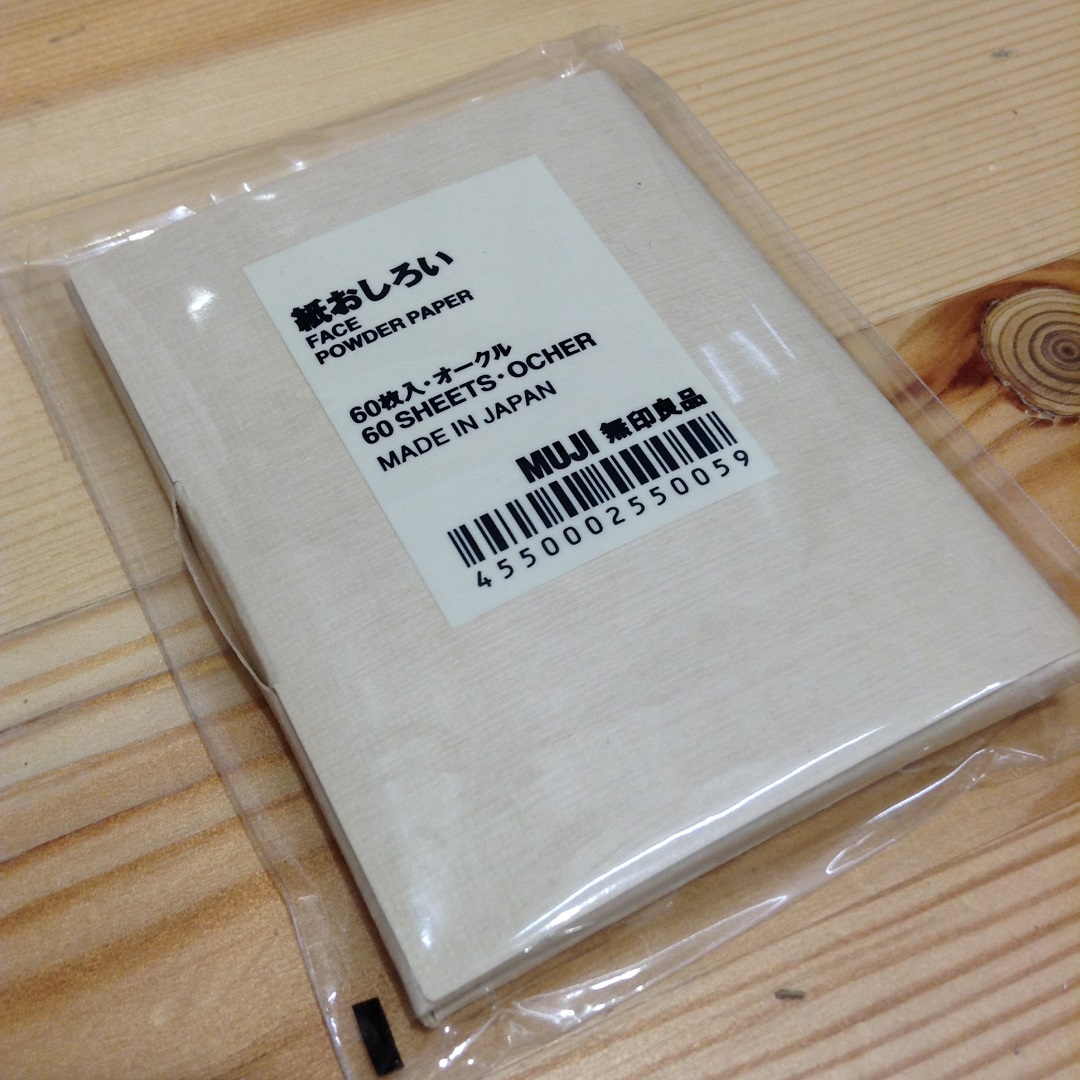 紙おしろい
FACE
POWDER PAPER
60枚入・オークル
60 SHEETS・OCHER
MADE IN JAPAN
MUJI 無印良品
4550002550059